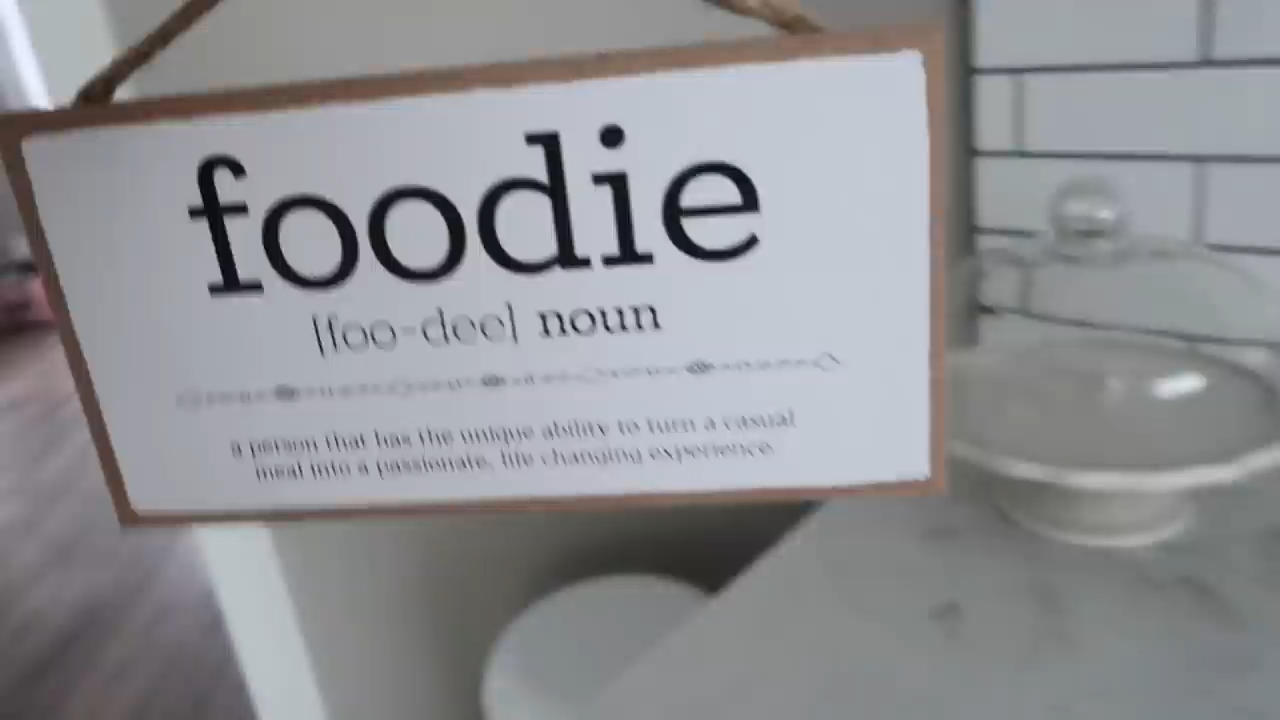 foodie
[foo-dee] noun
a person that has the unique ability to turn a casual
meal into a passionate, life changing experience.